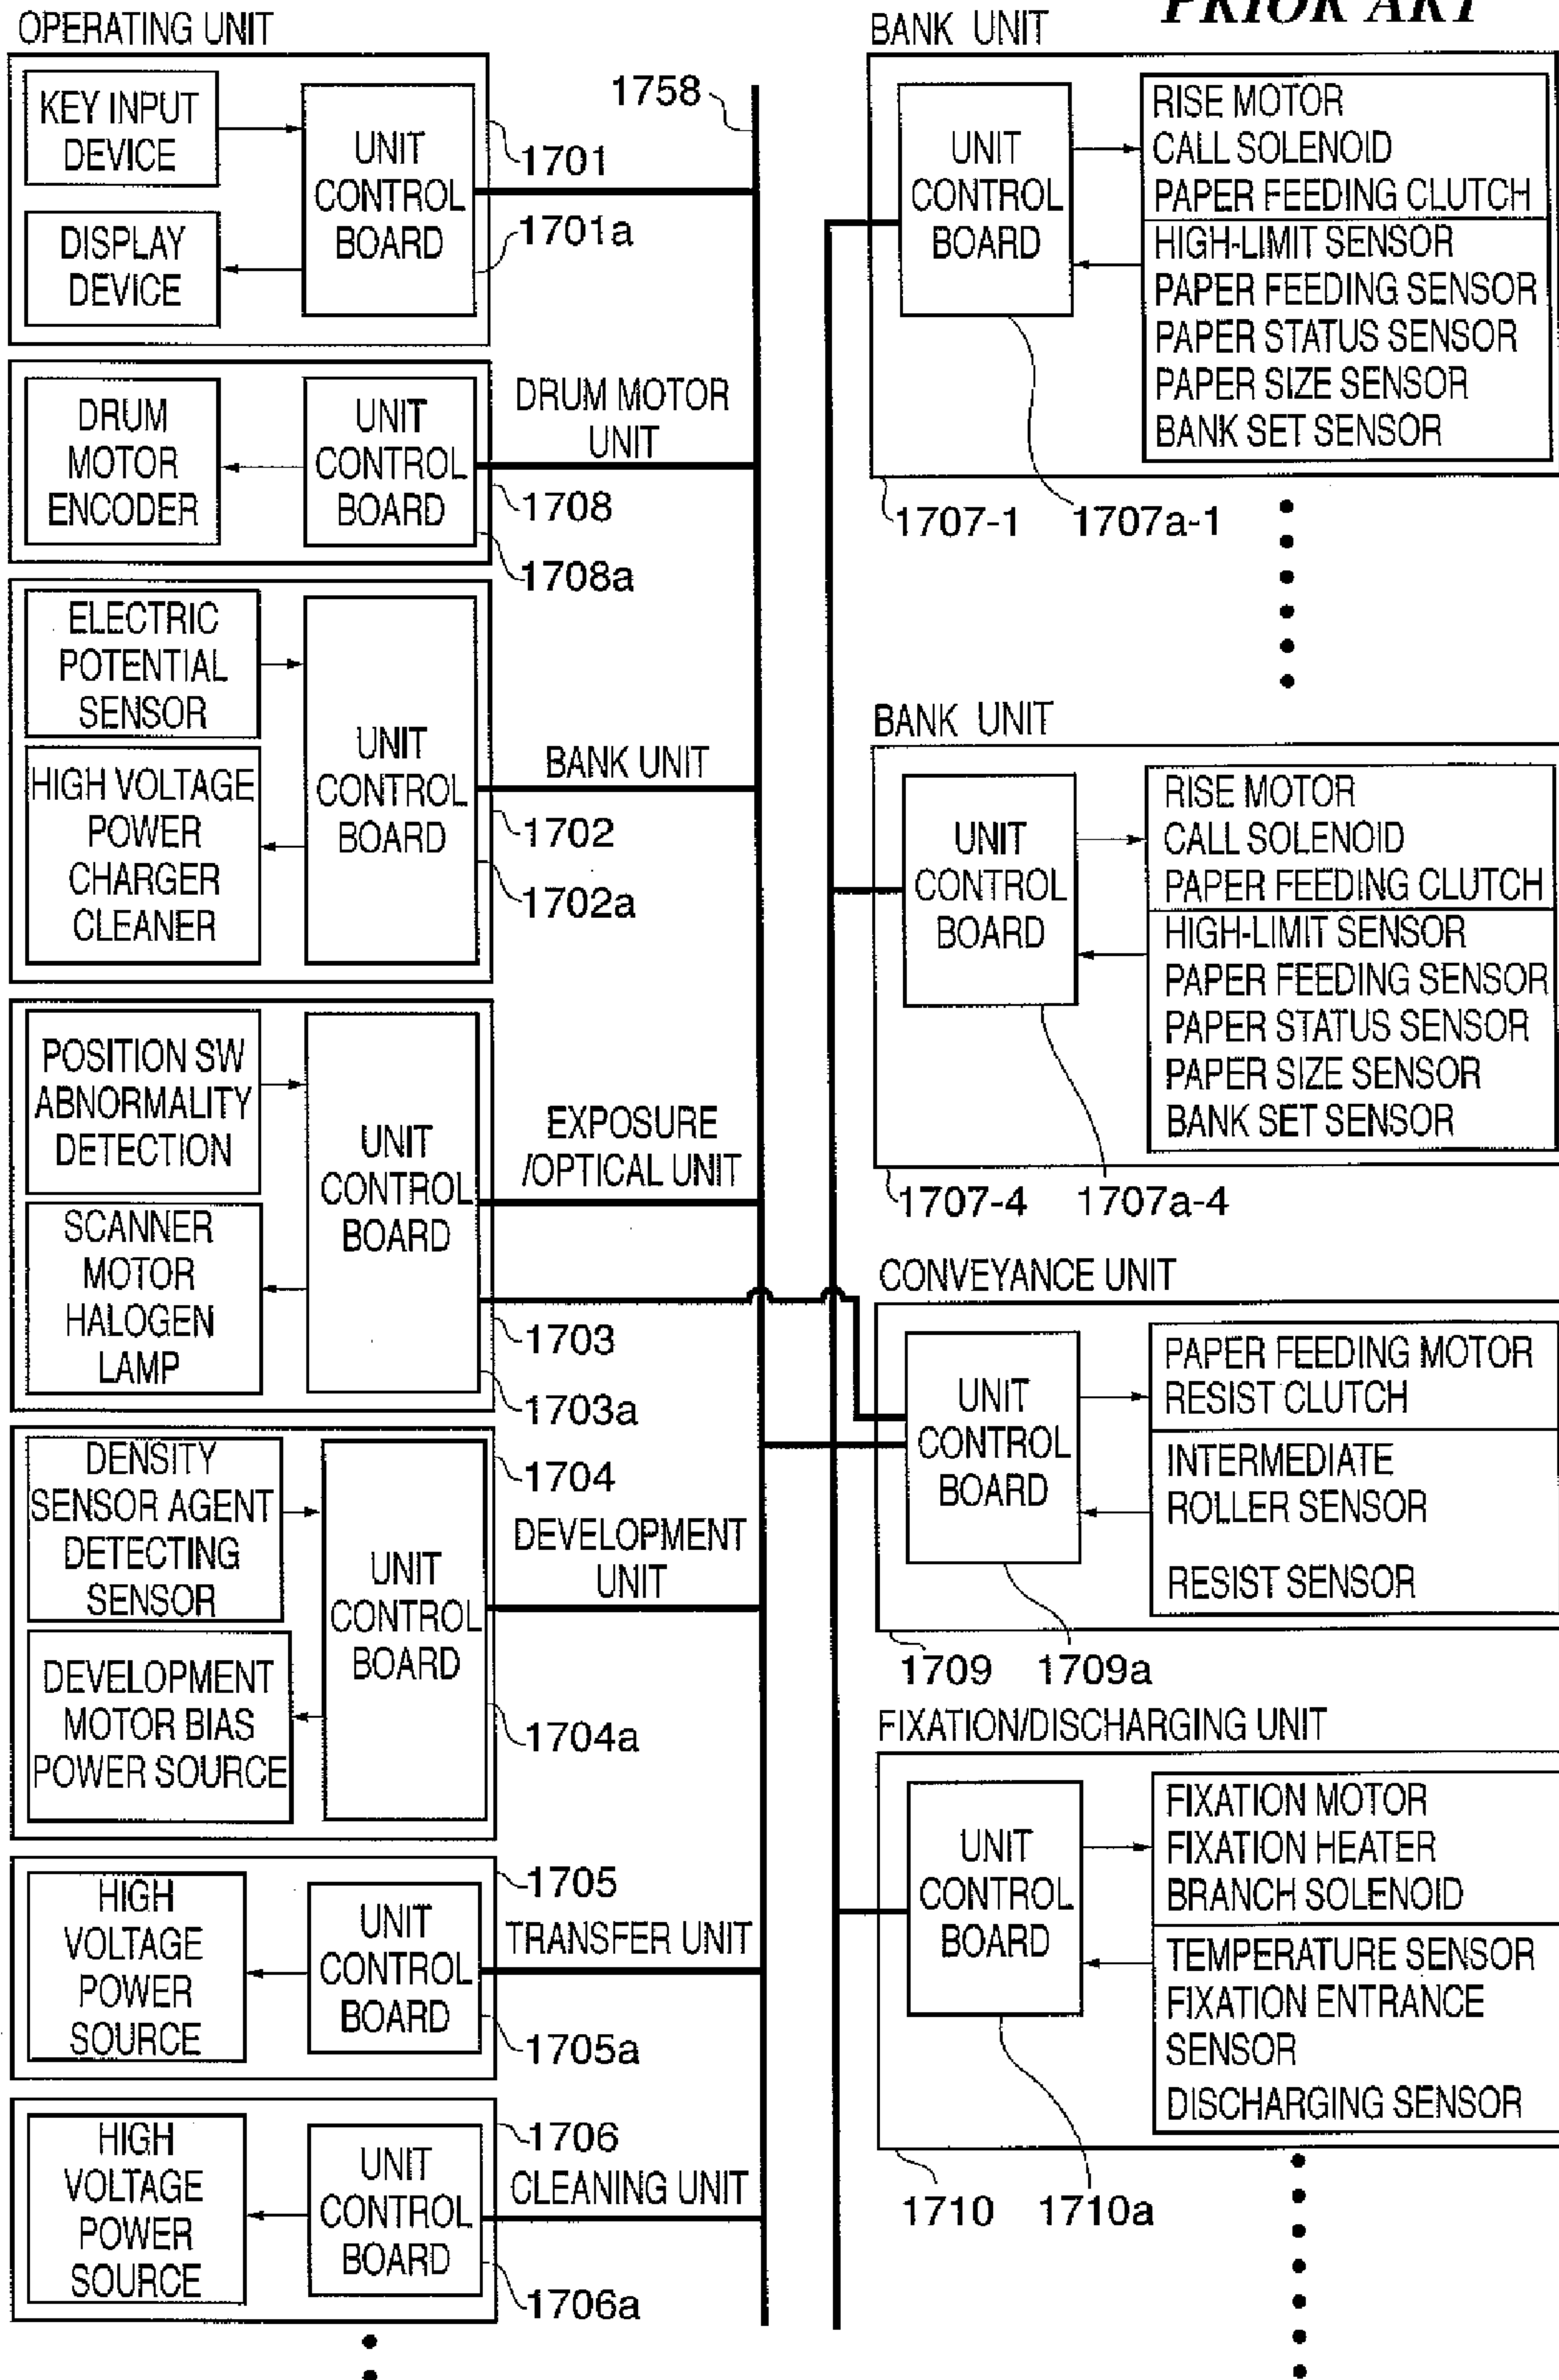 PRIOR ART
OPERATING UNIT
KEY INPUT
DEVICE
DISPLAY
DEVICE
UNIT
CONTROL
BOARD
1701
1701a
1758
DRUM
MOTOR
ENCODER
UNIT
CONTROL
BOARD
DRUM MOTOR
UNIT
1708
1708a
ELECTRIC
POTENTIAL
SENSOR
HIGH VOLTAGE
POWER
CHARGER
CLEANER
UNIT
CONTROL
BOARD
BANK UNIT
1702
1702a
POSITION SW
ABNORMALITY
DETECTION
SCANNER
MOTOR
HALOGEN
LAMP
UNIT
CONTROL
BOARD
EXPOSURE
/OPTICAL UNIT
1703
1703a
DENSITY
SENSOR AGENT
DETECTING
SENSOR
DEVELOPMENT
MOTOR BIAS
POWER SOURCE
UNIT
CONTROL
BOARD
1704
DEVELOPMENT
UNIT
1704a
HIGH
VOLTAGE
POWER
SOURCE
UNIT
CONTROL
BOARD
1705
TRANSFER UNIT
1705a
HIGH
VOLTAGE
POWER
SOURCE
UNIT
CONTROL
BOARD
1706
CLEANING UNIT
1706a
BANK UNIT
UNIT
CONTROL
BOARD
RISE MOTOR
CALL SOLENOID
PAPER FEEDING CLUTCH
HIGH-LIMIT SENSOR
PAPER FEEDING SENSOR
PAPER STATUS SENSOR
PAPER SIZE SENSOR
BANK SET SENSOR
1707-1
1707a-1
BANK UNIT
UNIT
CONTROL
BOARD
RISE MOTOR
CALL SOLENOID
PAPER FEEDING CLUTCH
HIGH-LIMIT SENSOR
PAPER FEEDING SENSOR
PAPER STATUS SENSOR
PAPER SIZE SENSOR
BANK SET SENSOR
1707-4
1707a-4
CONVEYANCE UNIT
UNIT
CONTROL
BOARD
PAPER FEEDING MOTOR
RESIST CLUTCH
INTERMEDIATE
ROLLER SENSOR
RESIST SENSOR
1709
1709a
FIXATION/DISCHARGING UNIT
UNIT
CONTROL
BOARD
FIXATION MOTOR
FIXATION HEATER
BRANCH SOLENOID
TEMPERATURE SENSOR
FIXATION ENTRANCE
SENSOR
DISCHARGING SENSOR
1710
1710a